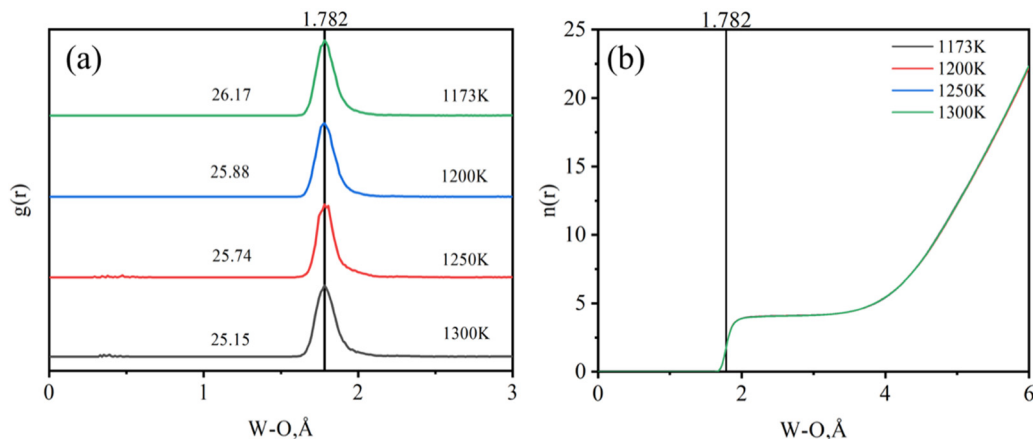 1.782
(a)
26.17 1173K
25.88 1200K
25.74 1250K
25.15 1300K
g(r)
0 1 2 3
W-O,Å
1.782
(b)
1173K
1200K
1250K
1300K
25
20
15
10
5
0
n(r)
0 2 4 6
W-O,Å